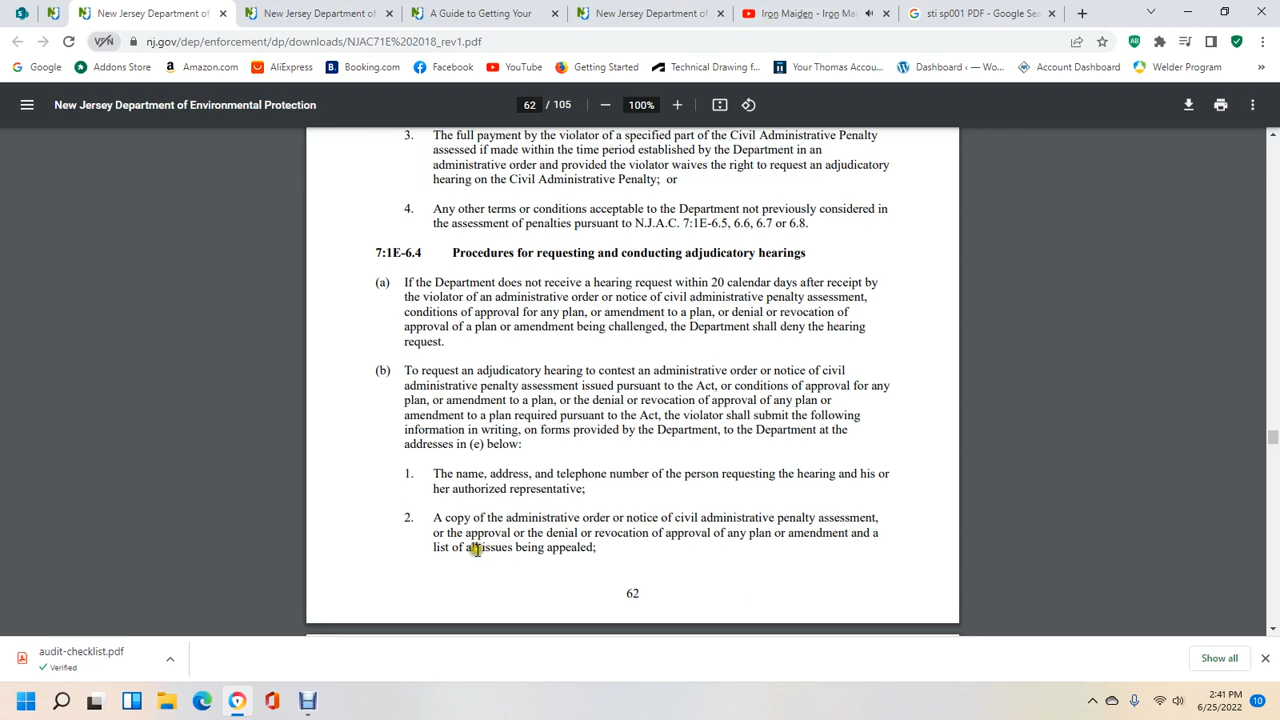 New Jersey Department of
New Jersey Department of
A Guide to Getting Your
New Jersey Department of
Iron Maiden - Iron Ma
sti sp001 PDF - Google Sea
VPN
nj.gov/dep/enforcement/dp/downloads/NJAC71E%202018_rev1.pdf
Google
Addons Store
Amazon.com
AliExpress
Booking.com
Facebook
YouTube
Getting Started
Technical Drawing f...
Your Thomas Accou...
Dashboard ‹ — Wo...
Account Dashboard
Welder Program
New Jersey Department of Environmental Protection
62 / 105
100%
3. The full payment by the violator of a specified part of the Civil Administrative Penalty
assessed if made within the time period established by the Department in an
administrative order and provided the violator waives the right to request an adjudicatory
hearing on the Civil Administrative Penalty; or
4. Any other terms or conditions acceptable to the Department not previously considered in
the assessment of penalties pursuant to N.J.A.C. 7:1E-6.5, 6.6, 6.7 or 6.8.
7:1E-6.4 Procedures for requesting and conducting adjudicatory hearings
(a) If the Department does not receive a hearing request within 20 calendar days after receipt by
the violator of an administrative order or notice of civil administrative penalty assessment,
conditions of approval for any plan, or amendment to a plan, or denial or revocation of
approval of a plan or amendment being challenged, the Department shall deny the hearing
request.
(b) To request an adjudicatory hearing to contest an administrative order or notice of civil
administrative penalty assessment issued pursuant to the Act, or conditions of approval for any
plan, or amendment to a plan, or the denial or revocation of approval of any plan or
amendment to a plan required pursuant to the Act, the violator shall submit the following
information in writing, on forms provided by the Department, to the Department at the
addresses in (e) below:
1. The name, address, and telephone number of the person requesting the hearing and his or
her authorized representative;
2. A copy of the administrative order or notice of civil administrative penalty assessment,
or the approval or the denial or revocation of approval of any plan or amendment and a
list of all issues being appealed;
62
audit-checklist.pdf
Verified
Show all
2:41 PM
6/25/2022
10